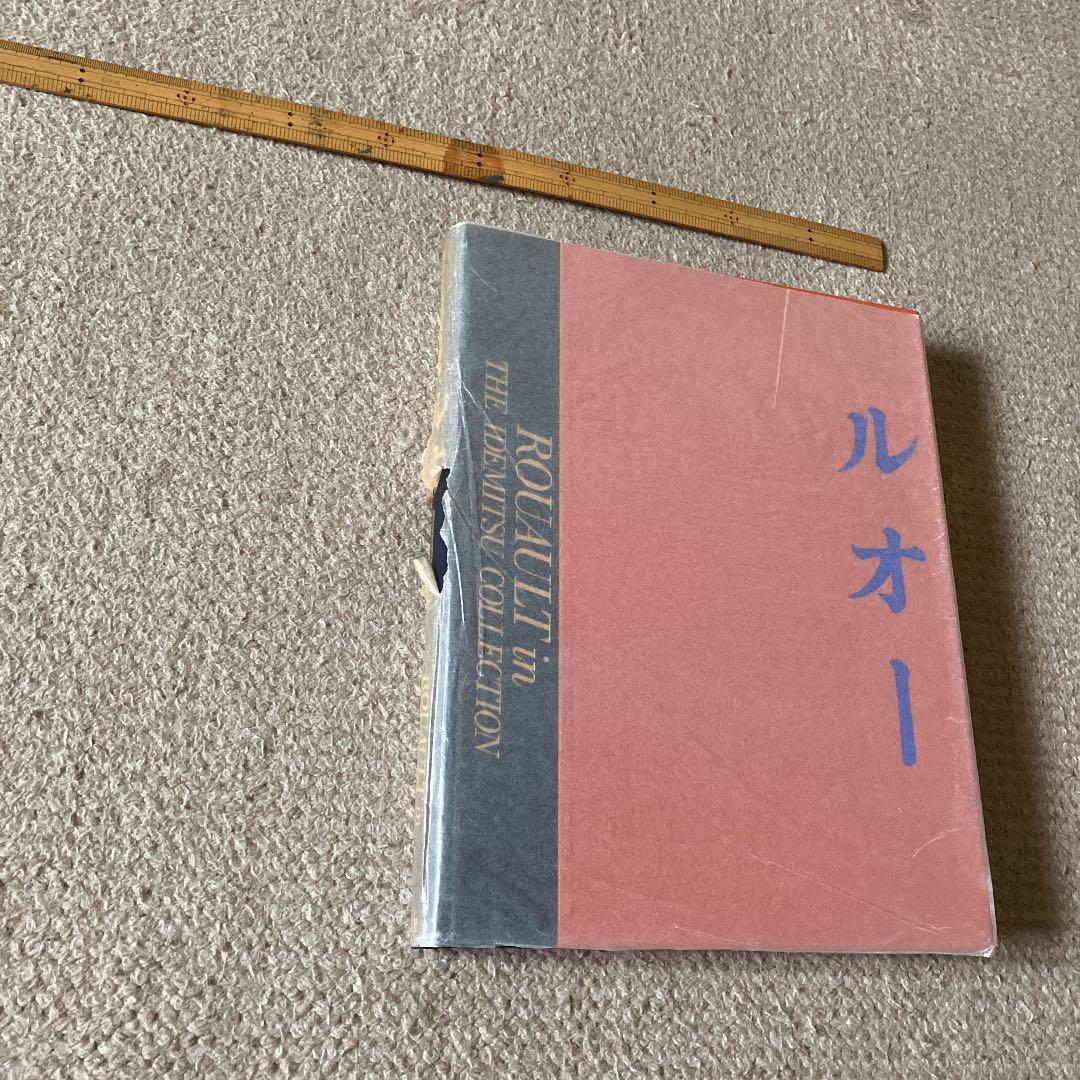 ルオー
ROUAULT in
THE IDEMITSU COLLECTION